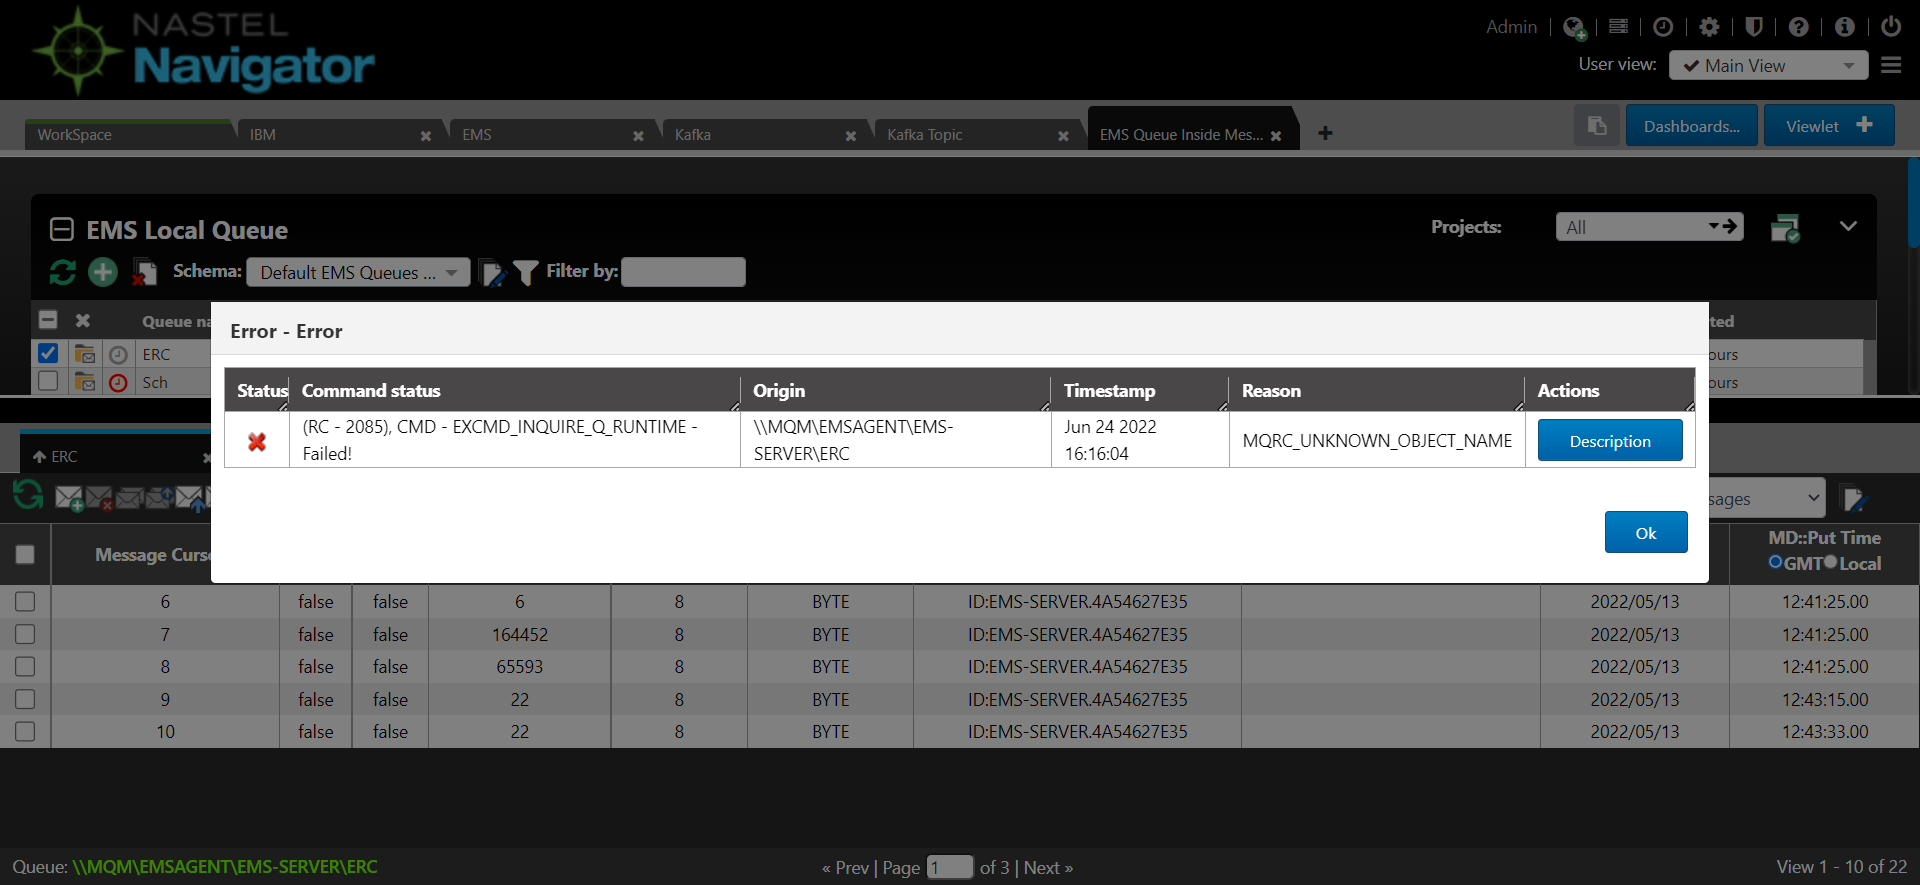 NASTEL
Navigator
Admin
User view: Main View
WorkSpace
IBM
EMS
Kafka
Kafka Topic
EMS Queue Inside Mes...
Dashboards...
Viewlet
EMS Local Queue
Projects: All
Schema: Default EMS Queues ... Filter by:
Queue na
ted
ERC
ours
Sch
ours
Error - Error
Status Command status Origin Timestamp Reason Actions
(RC - 2085), CMD - EXCMD_INQUIRE_Q_RUNTIME -
Failed!
\\MQM\EMSAGENT\EMS-
SERVER\ERC
Jun 24 2022
16:16:04
MQRC_UNKNOWN_OBJECT_NAME
Description
Ok
ERC
sages
Message Curs
MD::Put Time
GMT Local
6 false false 6 8 BYTE ID:EMS-SERVER.4A54627E35 2022/05/13 12:41:25.00
7 false false 164452 8 BYTE ID:EMS-SERVER.4A54627E35 2022/05/13 12:41:25.00
8 false false 65593 8 BYTE ID:EMS-SERVER.4A54627E35 2022/05/13 12:41:25.00
9 false false 22 8 BYTE ID:EMS-SERVER.4A54627E35 2022/05/13 12:43:15.00
10 false false 22 8 BYTE ID:EMS-SERVER.4A54627E35 2022/05/13 12:43:33.00
Queue: \\MQM\EMSAGENT\EMS-SERVER\ERC
« Prev | Page 1 of 3 | Next »
View 1 - 10 of 22